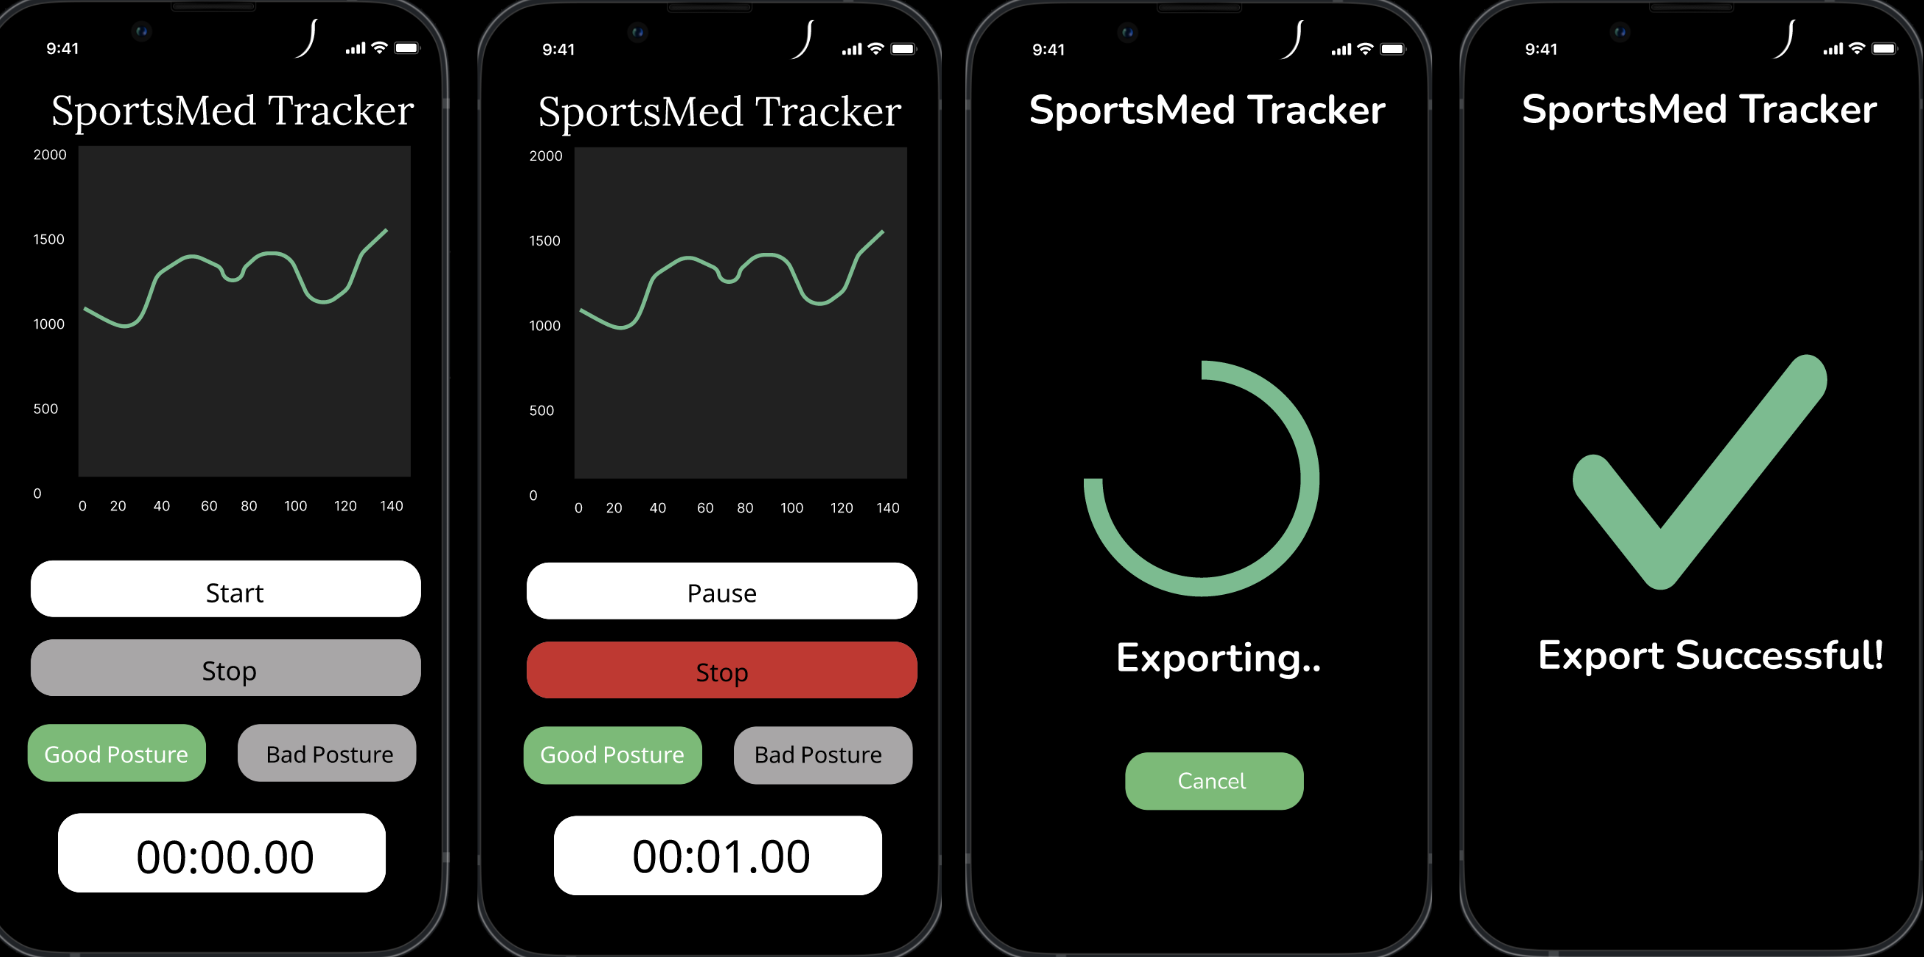 9:41
SportsMed Tracker
2000
1500
1000
500
0
0 20 40 60 80 100 120 140
Start
Stop
Good Posture
Bad Posture
00:00.00
9:41
SportsMed Tracker
2000
1500
1000
500
0
0 20 40 60 80 100 120 140
Pause
Stop
Good Posture
Bad Posture
00:01.00
9:41
SportsMed Tracker
Exporting..
Cancel
9:41
SportsMed Tracker
Export Successful!